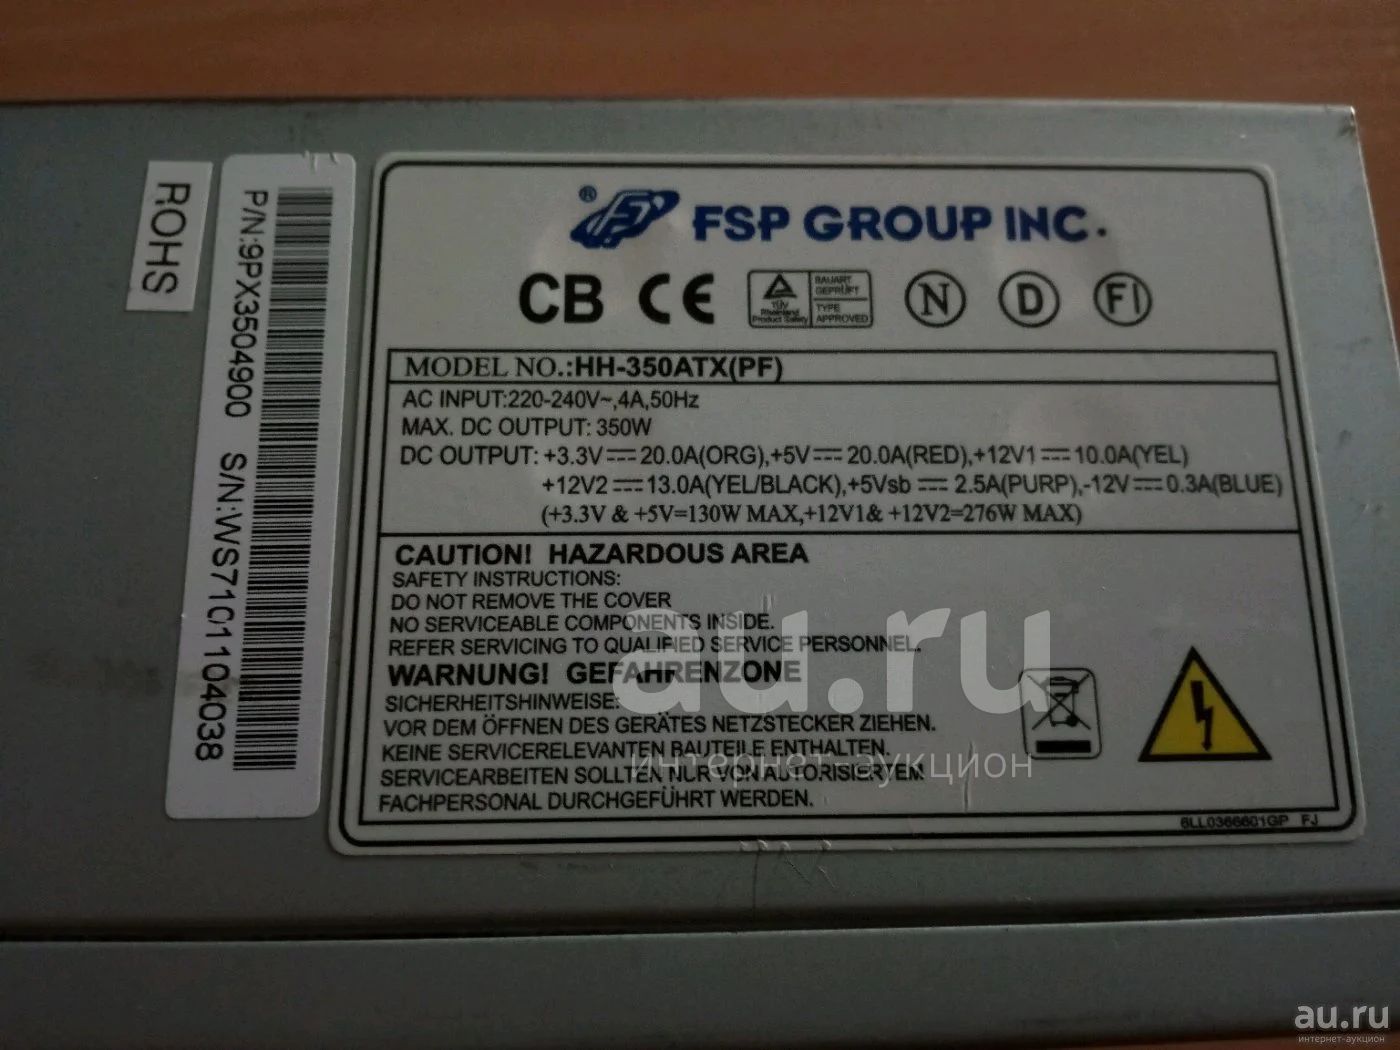 ROHS
P/N:9PX3504900 S/N:WS7101104038
® FSP GROUP INC.
CB CE
TÜV
Rheinland
Product Safety
BAUART
GEPRÜFT
TYPE
APPROVED
N D FI
MODEL NO.:HH-350ATX(PF)
AC INPUT:220-240V~,4A,50Hz
MAX. DC OUTPUT: 350W
DC OUTPUT: +3.3V⎓20.0A(ORG),+5V⎓20.0A(RED),+12V1⎓10.0A(YEL)
+12V2⎓13.0A(YEL/BLACK),+5Vsb⎓2.5A(PURP),-12V⎓0.3A(BLUE)
(+3.3V & +5V=130W MAX,+12V1& +12V2=276W MAX)
CAUTION! HAZARDOUS AREA
SAFETY INSTRUCTIONS:
DO NOT REMOVE THE COVER
NO SERVICEABLE COMPONENTS INSIDE.
REFER SERVICING TO QUALIFIED SERVICE PERSONNEL.
WARNUNG! GEFAHRENZONE
SICHERHEITSHINWEISE:
VOR DEM ÖFFNEN DES GERÄTES NETZSTECKER ZIEHEN.
KEINE SERVICERELEVANTEN BAUTEILE ENTHALTEN.
SERVICEARBEITEN SOLLTEN NUR VON AUTORISIERTEM
FACHPERSONAL DURCHGEFÜHRT WERDEN.
6LL0366601GP FJ
au.ru
интернет-аукцион
au.ru
интернет-аукцион